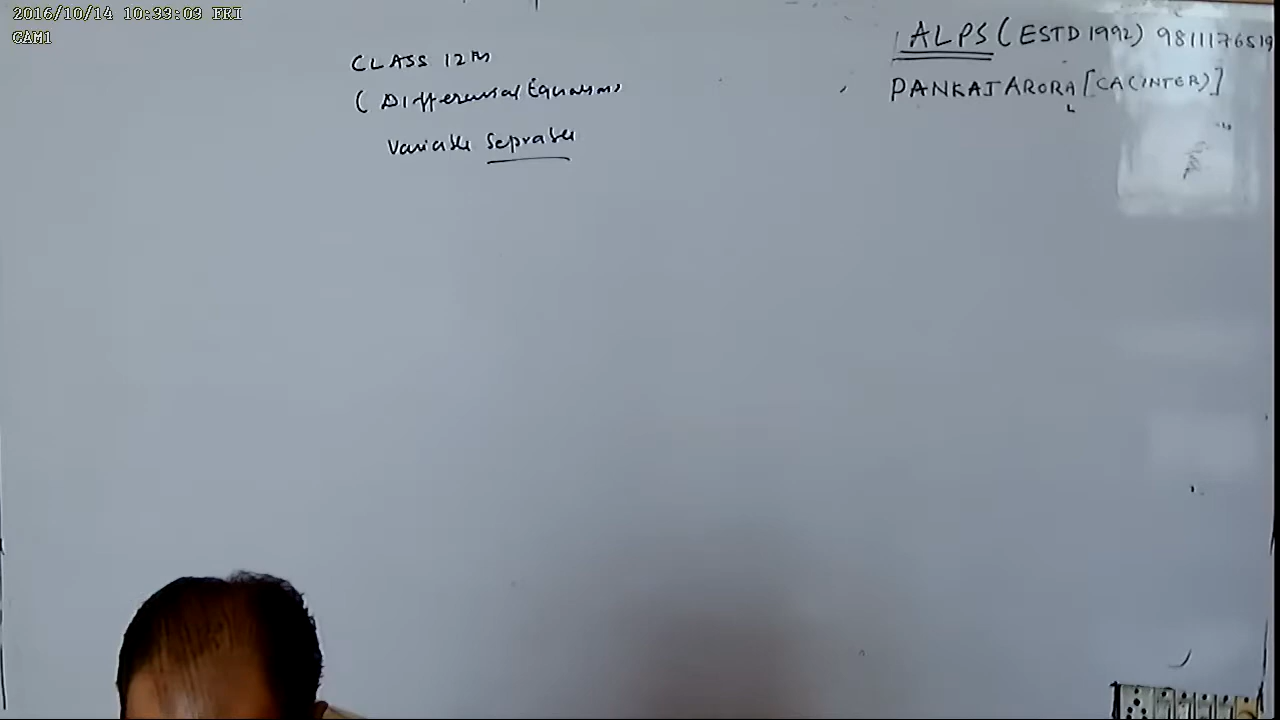 2016/10/14 10:39:09 FRI
CAM1
ALPS (ESTD 1992) 9811176519
PANKAJ ARORA [CA(INTER)]
CLASS 12th
( Differential Equations
Variable Seprable